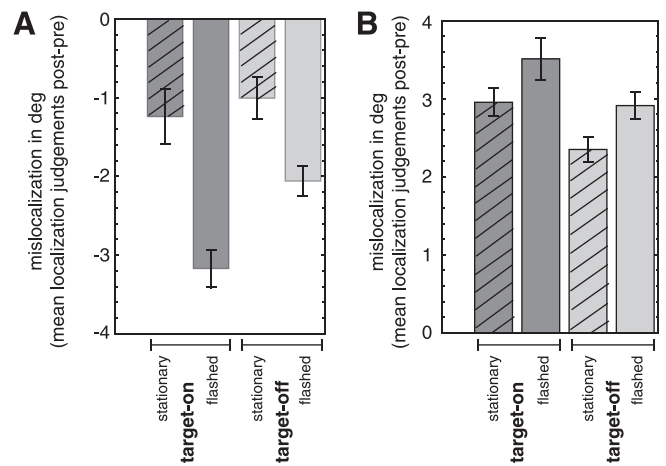 A
mislocalization in deg
(mean localization judgements post-pre)
0
-1
-2
-3
-4
stationary
flashed
stationary
flashed
target-on
target-off
B
mislocalization in deg
(mean localization judgements post-pre)
4
3
2
1
0
stationary
flashed
stationary
flashed
target-on
target-off